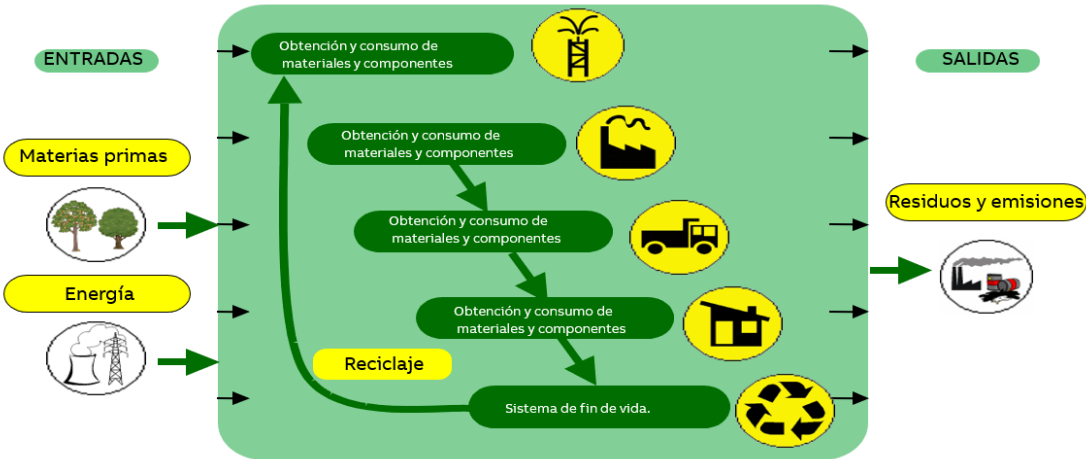 ENTRADAS
Materias primas
Energía
Obtención y consumo de
materiales y componentes
Obtención y consumo de
materiales y componentes
Obtención y consumo de
materiales y componentes
Obtención y consumo de
materiales y componentes
Reciclaje
Sistema de fin de vida.
SALIDAS
Residuos y emisiones